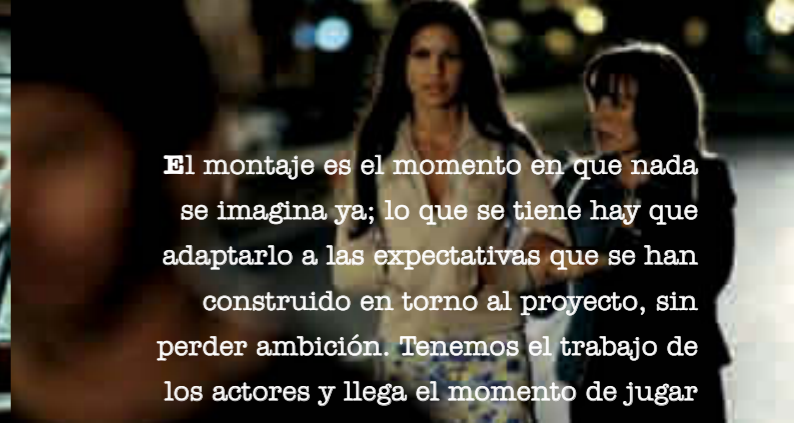 El montaje es el momento en que nada
se imagina ya; lo que se tiene hay que
adaptarlo a las expectativas que se han
construido en torno al proyecto, sin
perder ambición. Tenemos el trabajo de
los actores y llega el momento de jugar